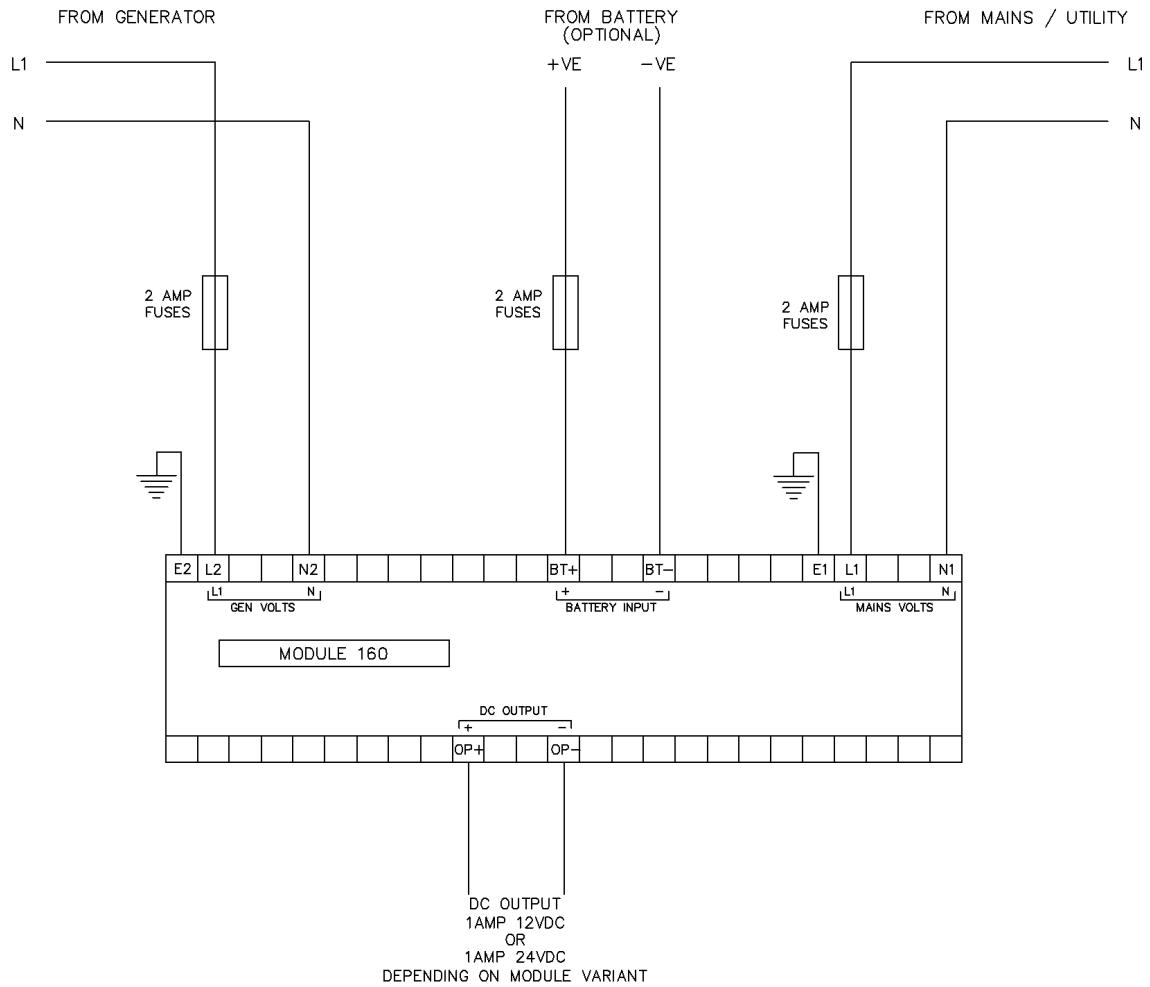 FROM GENERATOR
FROM BATTERY
(OPTIONAL)
FROM MAINS / UTILITY
L1
+VE
-VE
L1
N
N
2 AMP
FUSES
2 AMP
FUSES
2 AMP
FUSES
E2
L2
N2
BT+
BT-
E1
L1
N1
L1
N
GEN VOLTS
+
-
BATTERY INPUT
L1
N
MAINS VOLTS
MODULE 160
DC OUTPUT
+
-
OP+
OP-
DC OUTPUT
1AMP 12VDC
OR
1AMP 24VDC
DEPENDING ON MODULE VARIANT